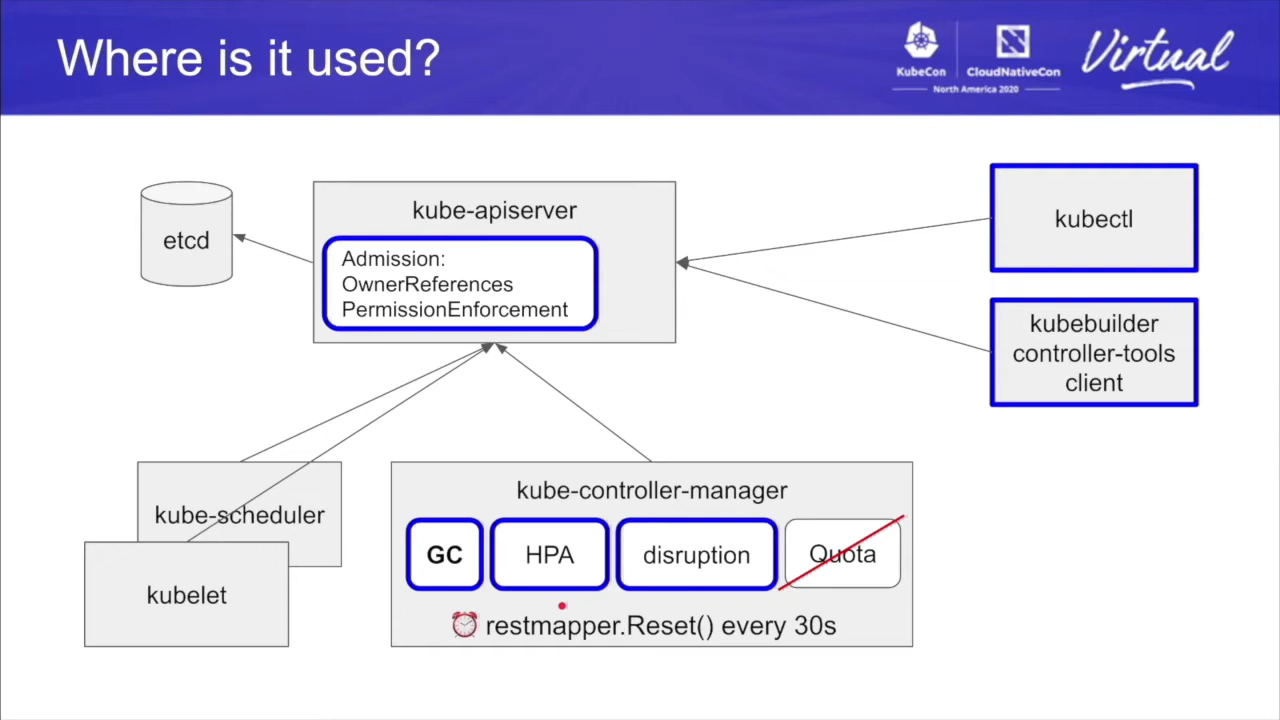 Where is it used?
KubeCon
CloudNativeCon
North America 2020
Virtual
etcd
kube-apiserver
Admission:
OwnerReferences
PermissionEnforcement
kubectl
kubebuilder
controller-tools
client
kube-scheduler
kubelet
kube-controller-manager
GC
HPA
disruption
Quota
⏰ restmapper.Reset() every 30s